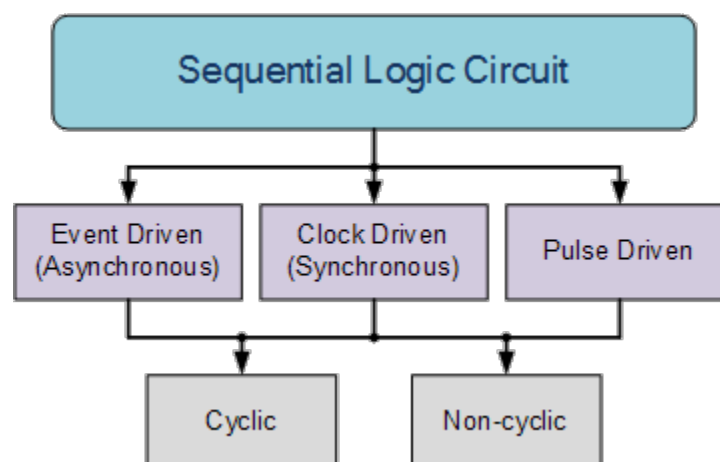 Sequential Logic Circuit
Event Driven
(Asynchronous)
Clock Driven
(Synchronous)
Pulse Driven
Cyclic
Non-cyclic